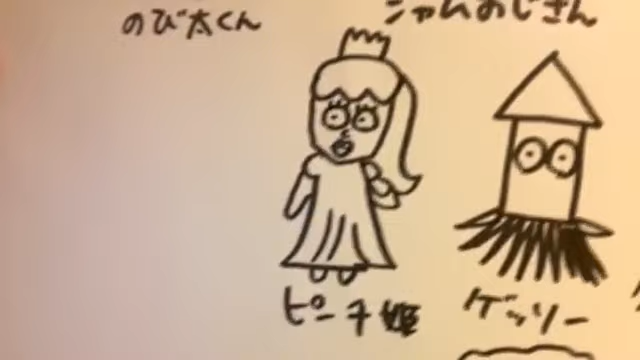 のび太くん
ジャムおじさん
ピーチ姫
ゲッソー